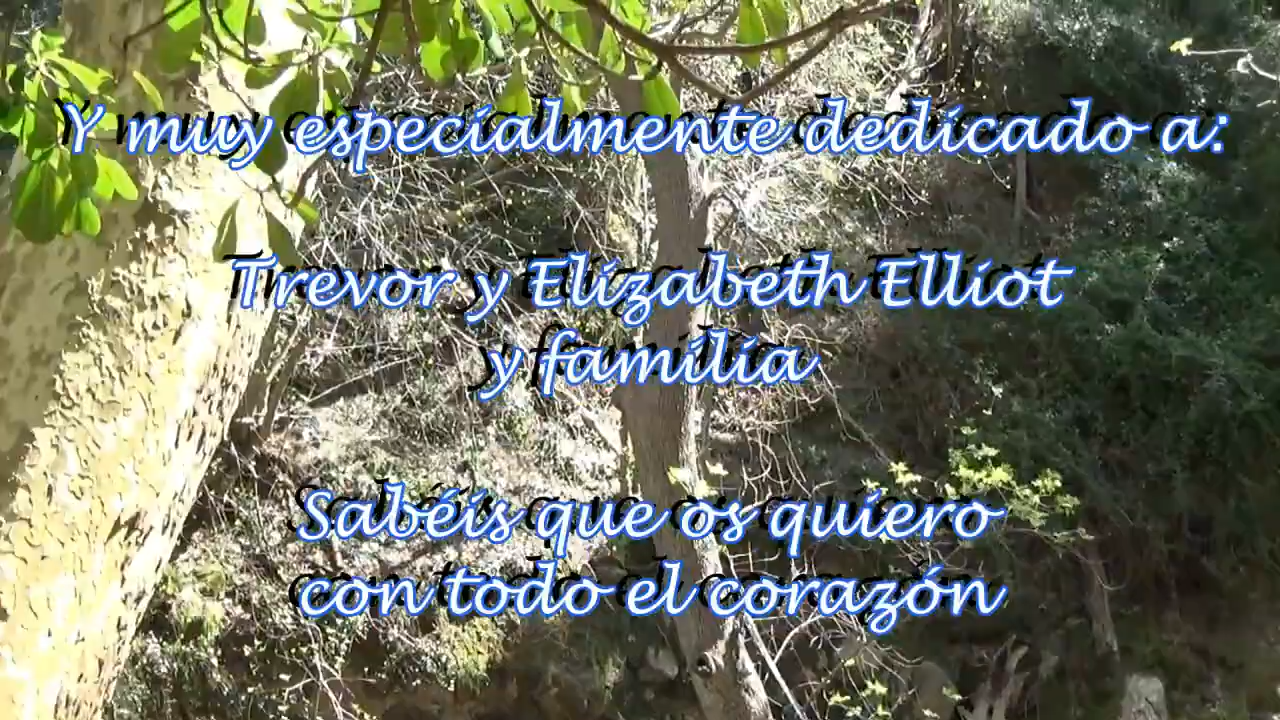 Y muy especialmente dedicado a:
Trevor y Elizabeth Elliot
y familia
Sabéis que os quiero
con todo el corazón